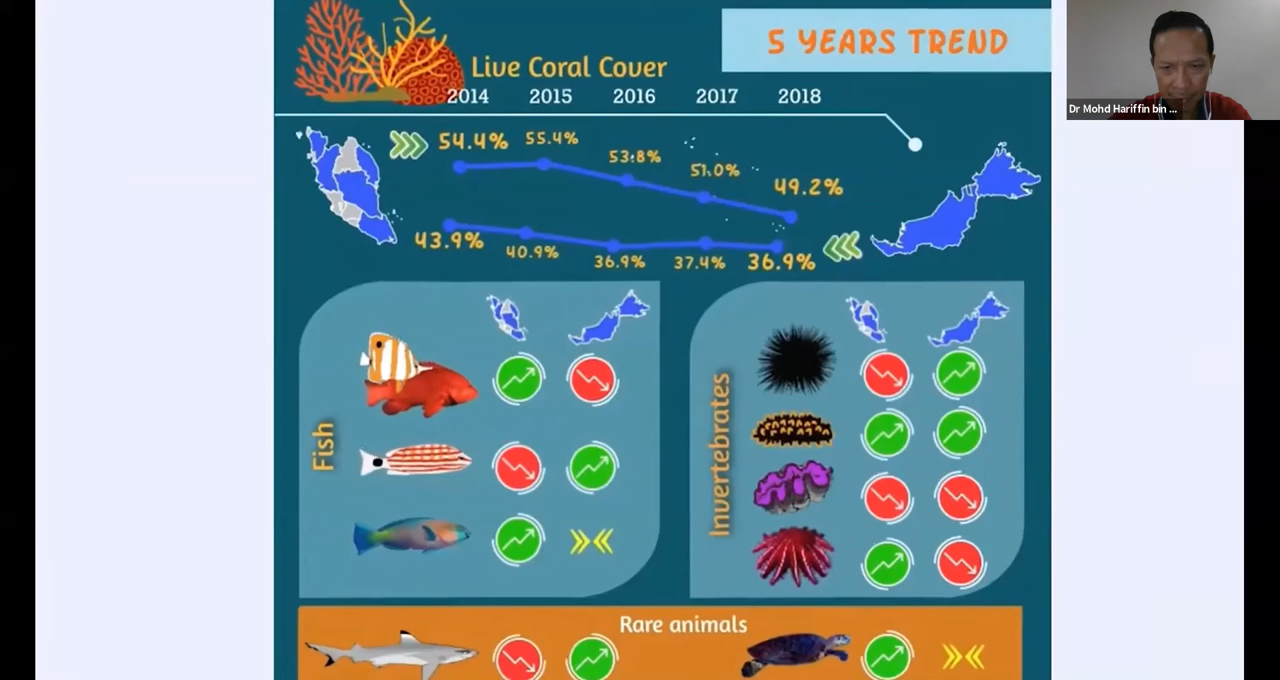 5 YEARS TREND
Live Coral Cover
2014 2015 2016 2017 2018
54.4% 55.4% 53.8% 51.0% 49.2%
43.9% 40.9% 36.9% 37.4% 36.9%
Fish
Invertebrates
Rare animals
Dr Mohd Hariffin bin ...